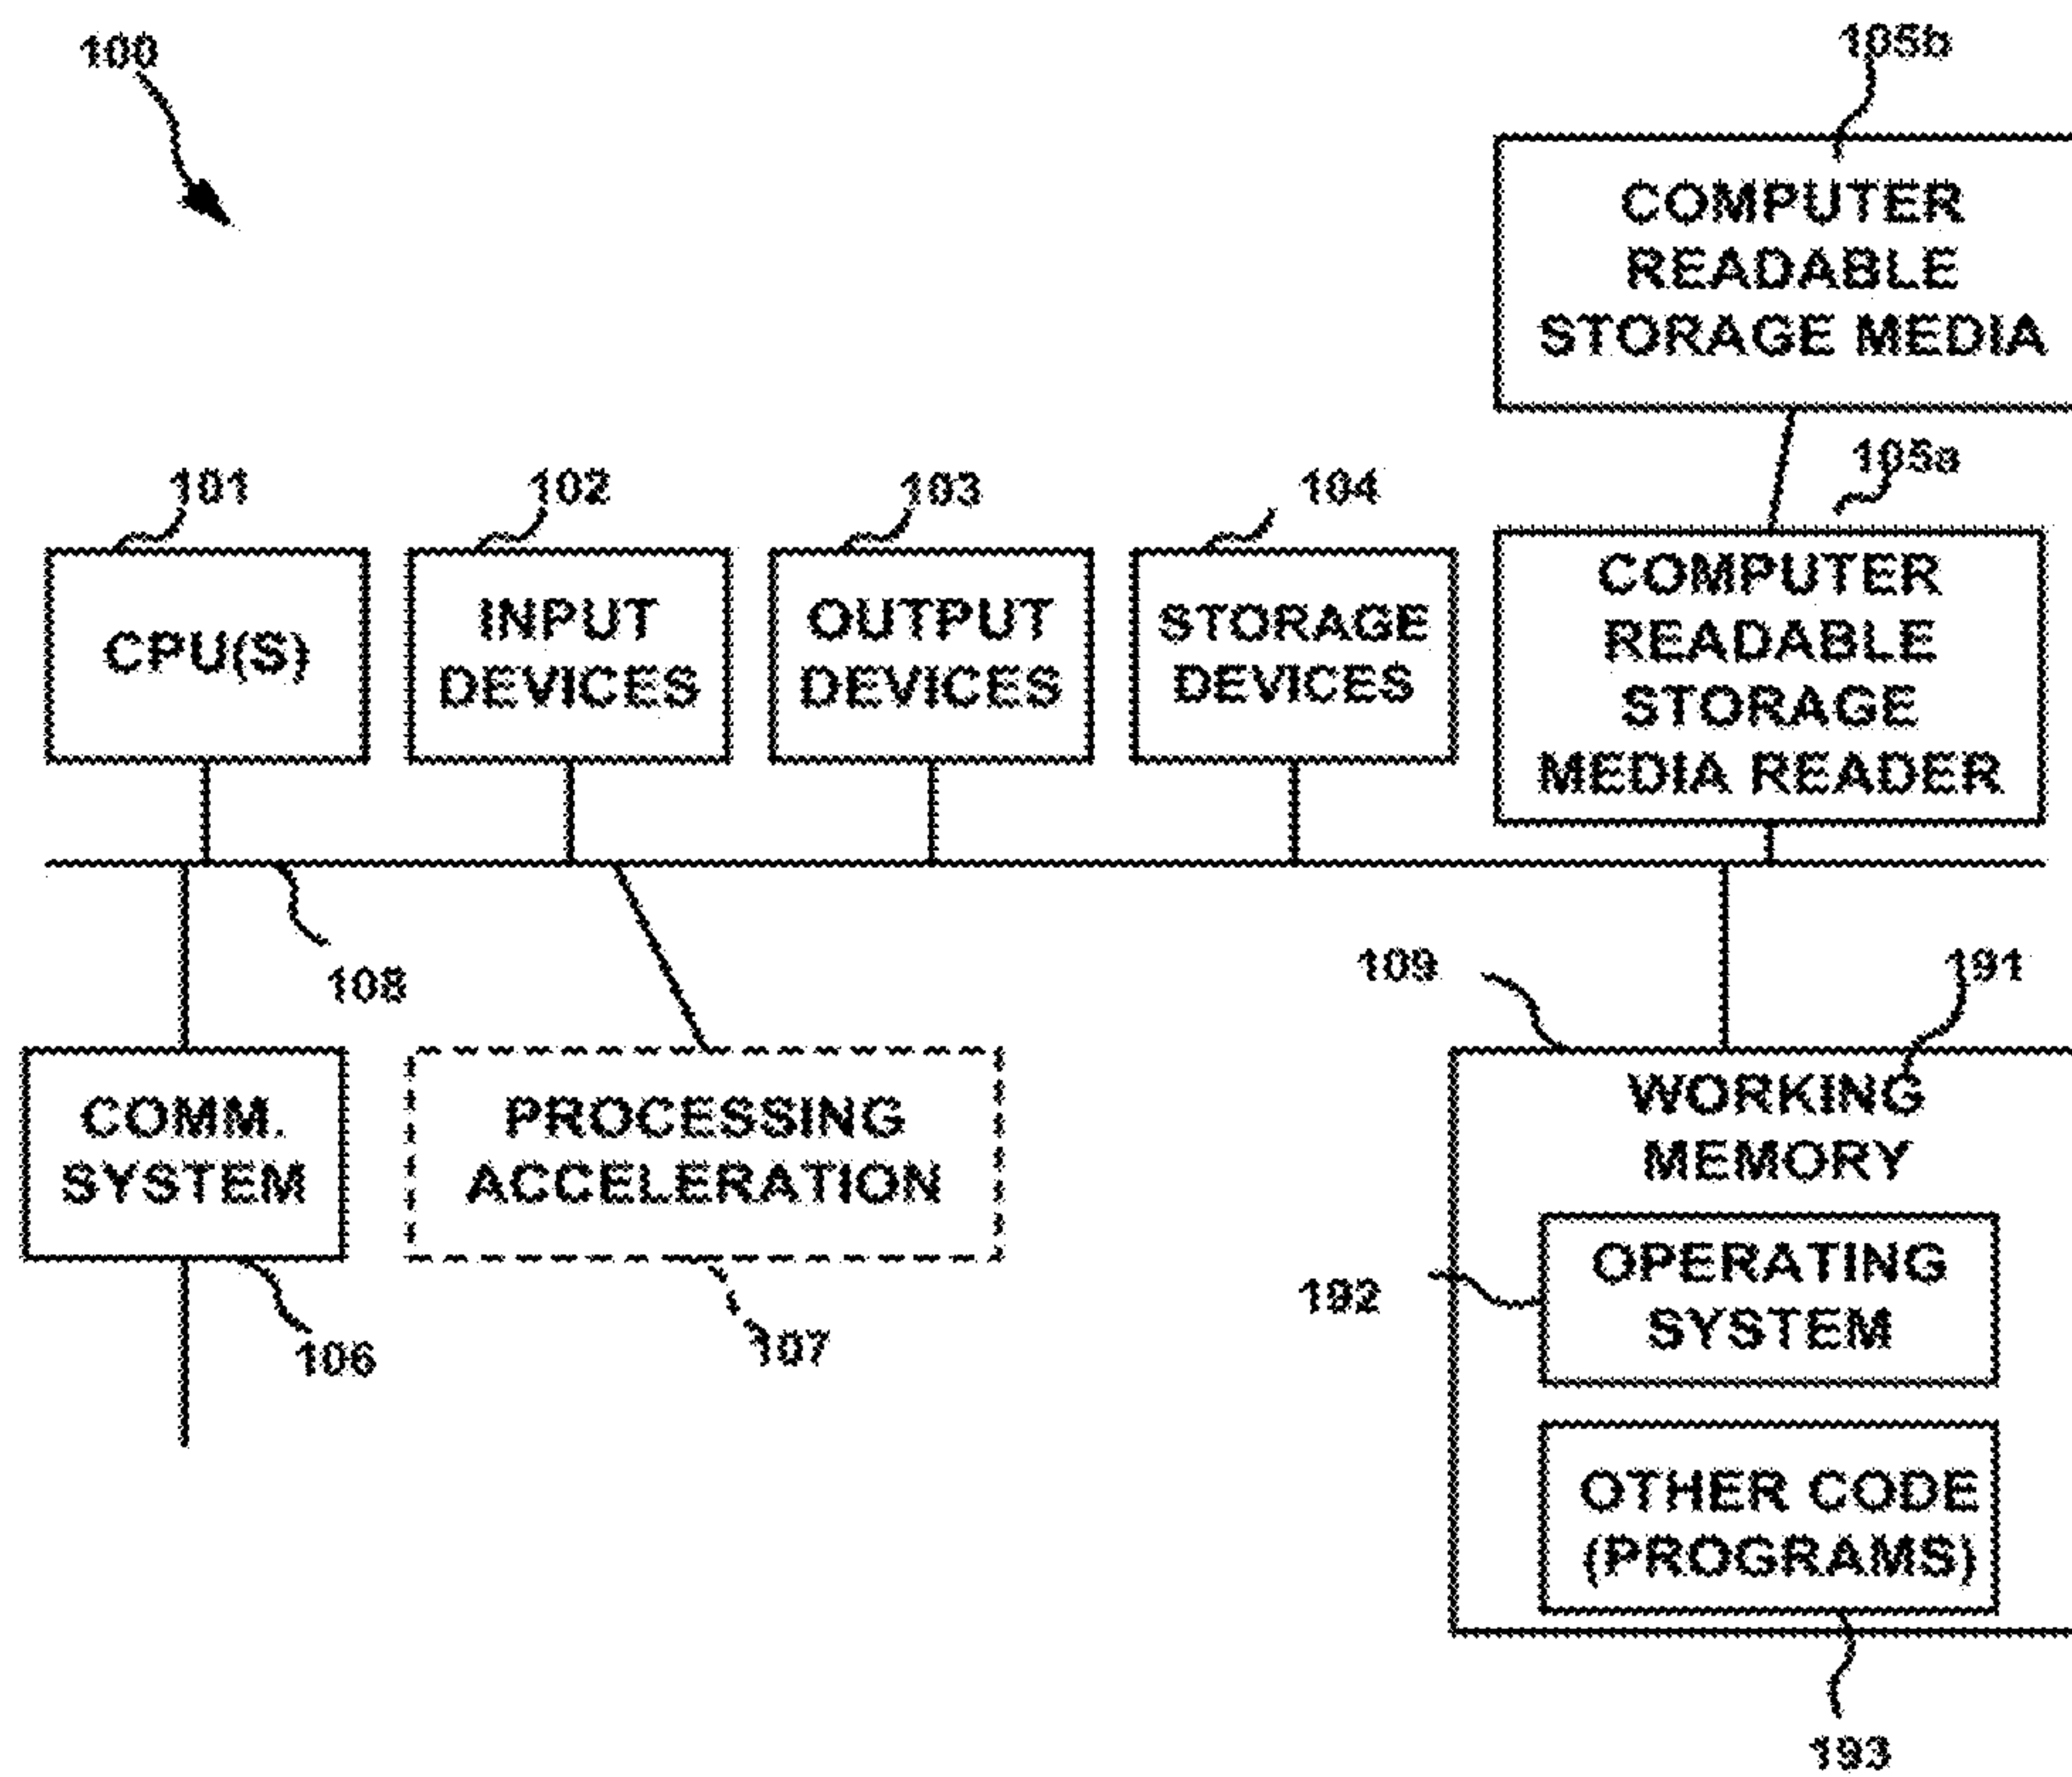 100
105b
COMPUTER
READABLE
STORAGE MEDIA
105a
101
102
103
104
CPU(S)
INPUT
DEVICES
OUTPUT
DEVICES
STORAGE
DEVICES
COMPUTER
READABLE
STORAGE
MEDIA READER
108
109
191
COMM.
SYSTEM
PROCESSING
ACCELERATION
WORKING
MEMORY
OPERATING
SYSTEM
192
106
107
OTHER CODE
(PROGRAMS)
193